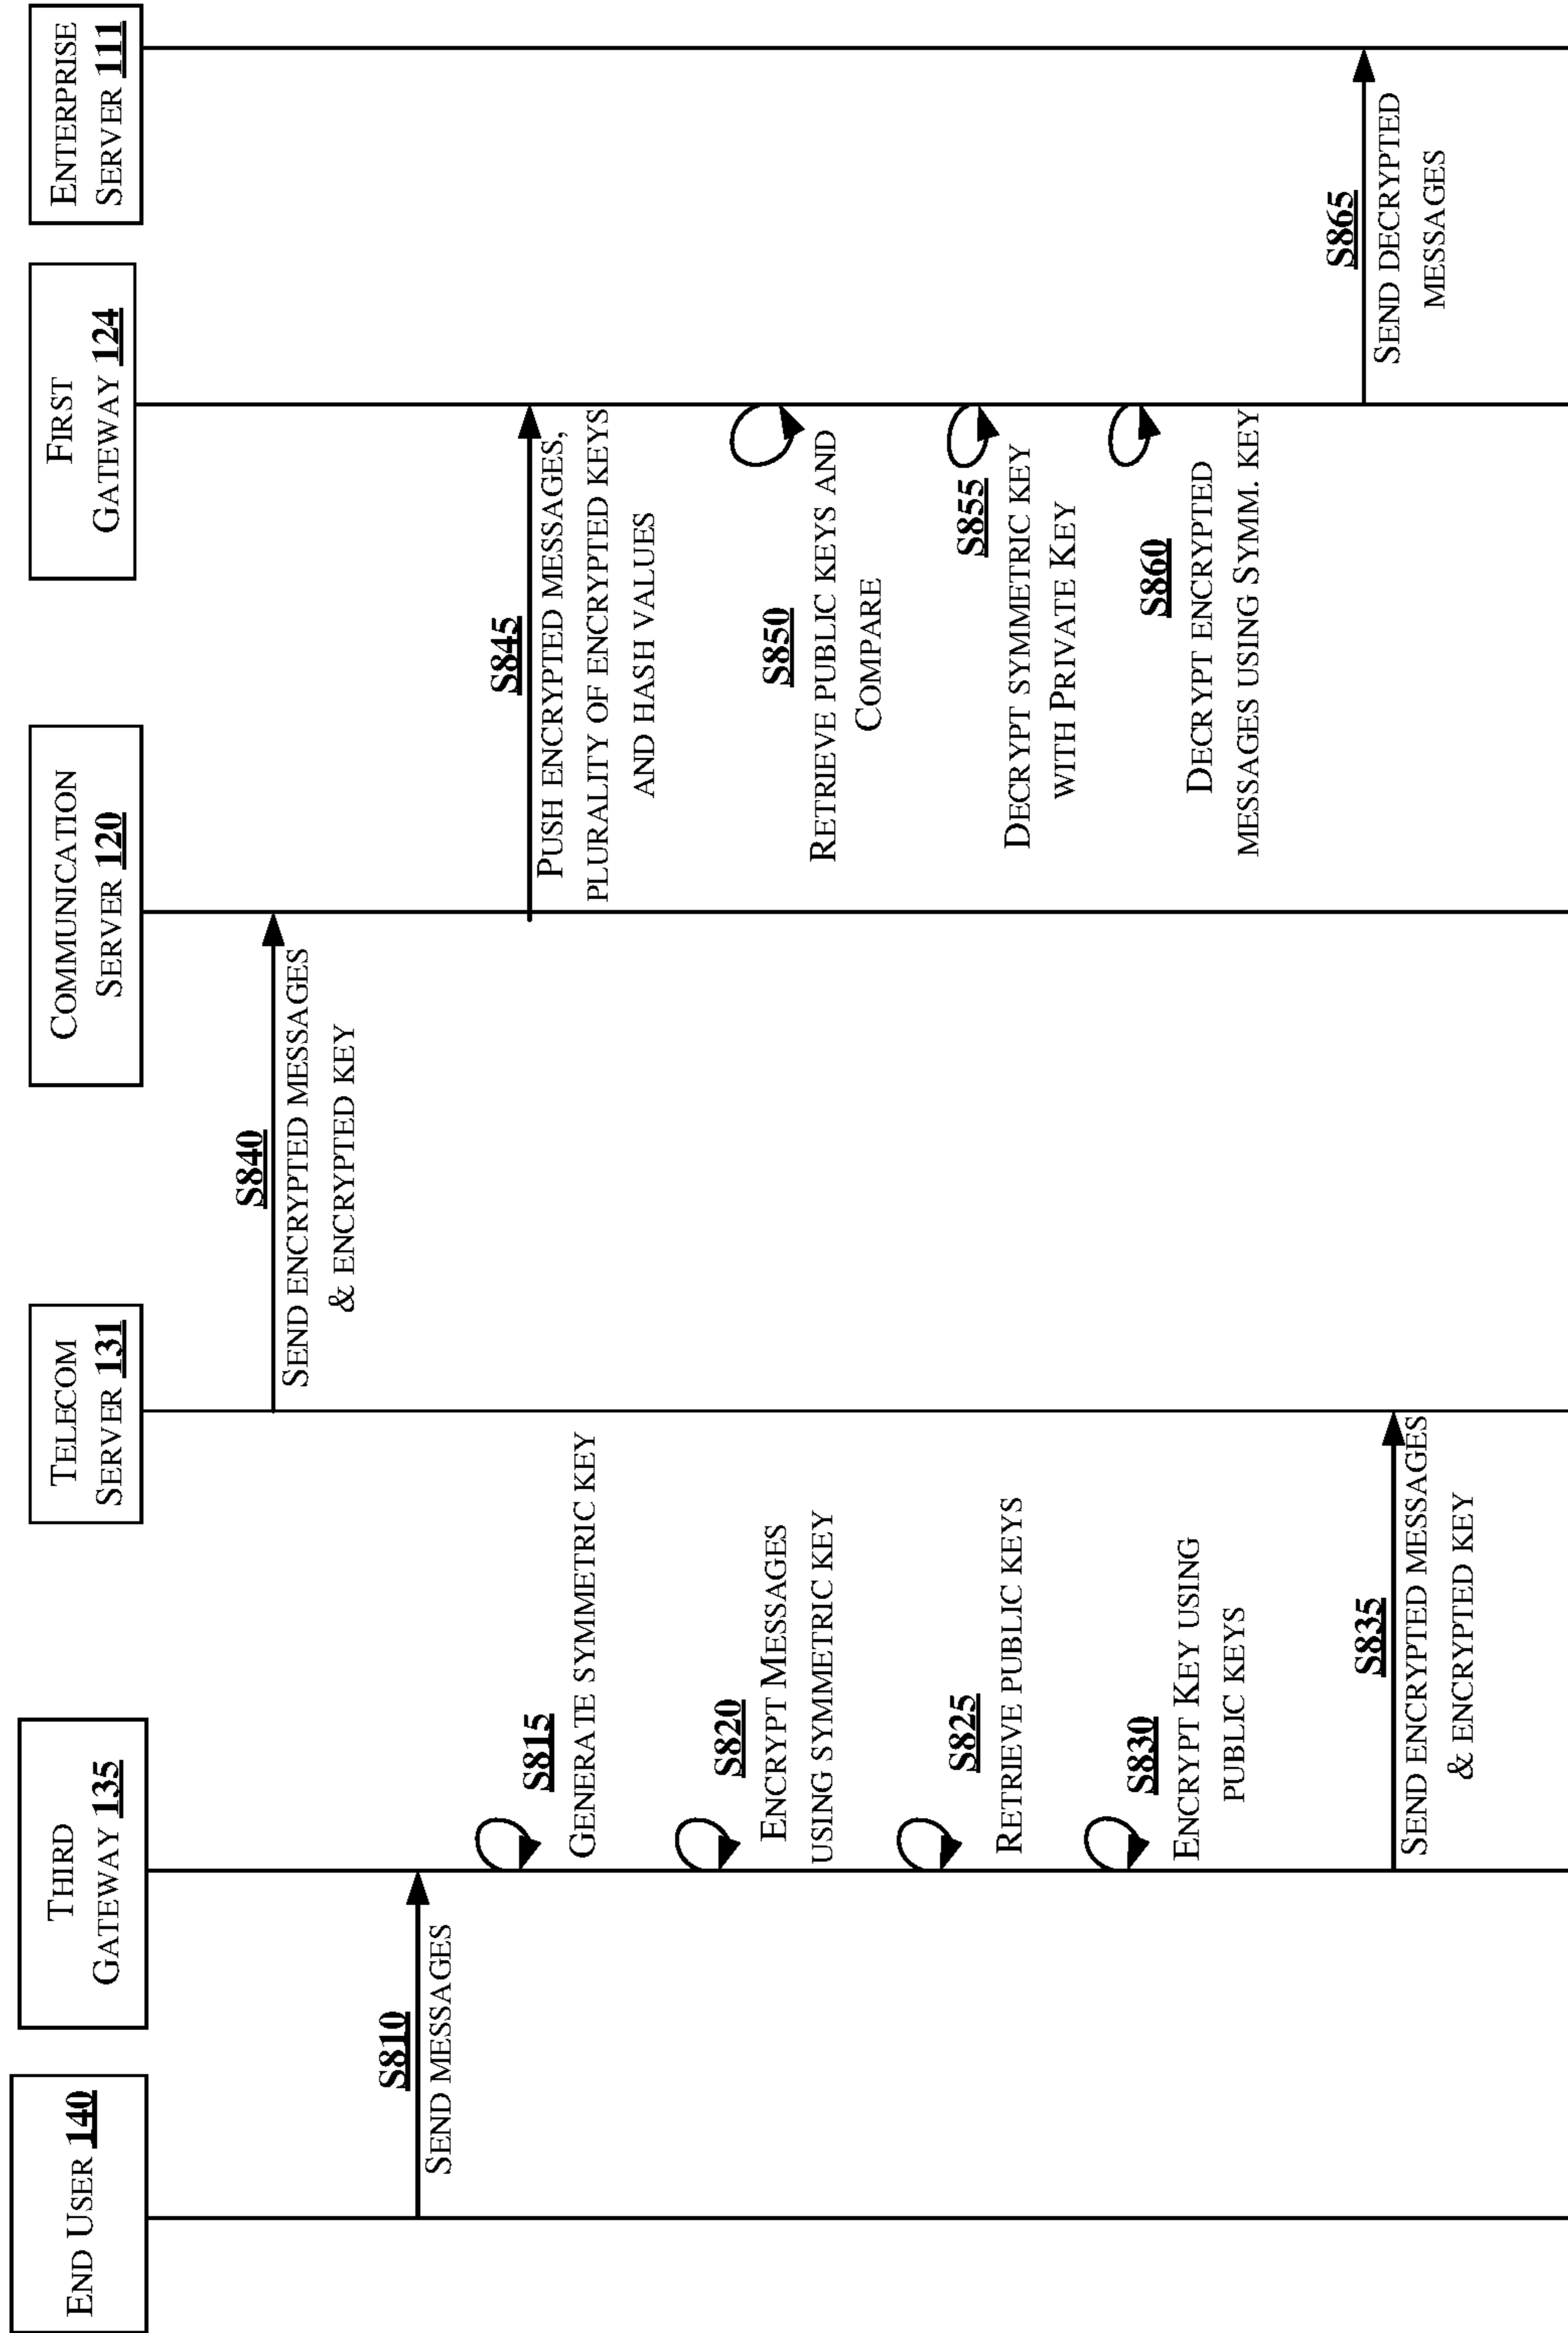 END USER 140
THIRD
GATEWAY 135
TELECOM
SERVER 131
COMMUNICATION
SERVER 120
FIRST
GATEWAY 124
ENTERPRISE
SERVER 111
S810
SEND MESSAGES
S815
GENERATE SYMMETRIC KEY
S820
ENCRYPT MESSAGES
USING SYMMETRIC KEY
S825
RETRIEVE PUBLIC KEYS
S830
ENCRYPT KEY USING
PUBLIC KEYS
S835
SEND ENCRYPTED MESSAGES
& ENCRYPTED KEY
S840
SEND ENCRYPTED MESSAGES
& ENCRYPTED KEY
S845
PUSH ENCRYPTED MESSAGES,
PLURALITY OF ENCRYPTED KEYS
AND HASH VALUES
S850
RETRIEVE PUBLIC KEYS AND
COMPARE
S855
DECRYPT SYMMETRIC KEY
WITH PRIVATE KEY
S860
DECRYPT ENCRYPTED
MESSAGES USING SYMM. KEY
S865
SEND DECRYPTED
MESSAGES